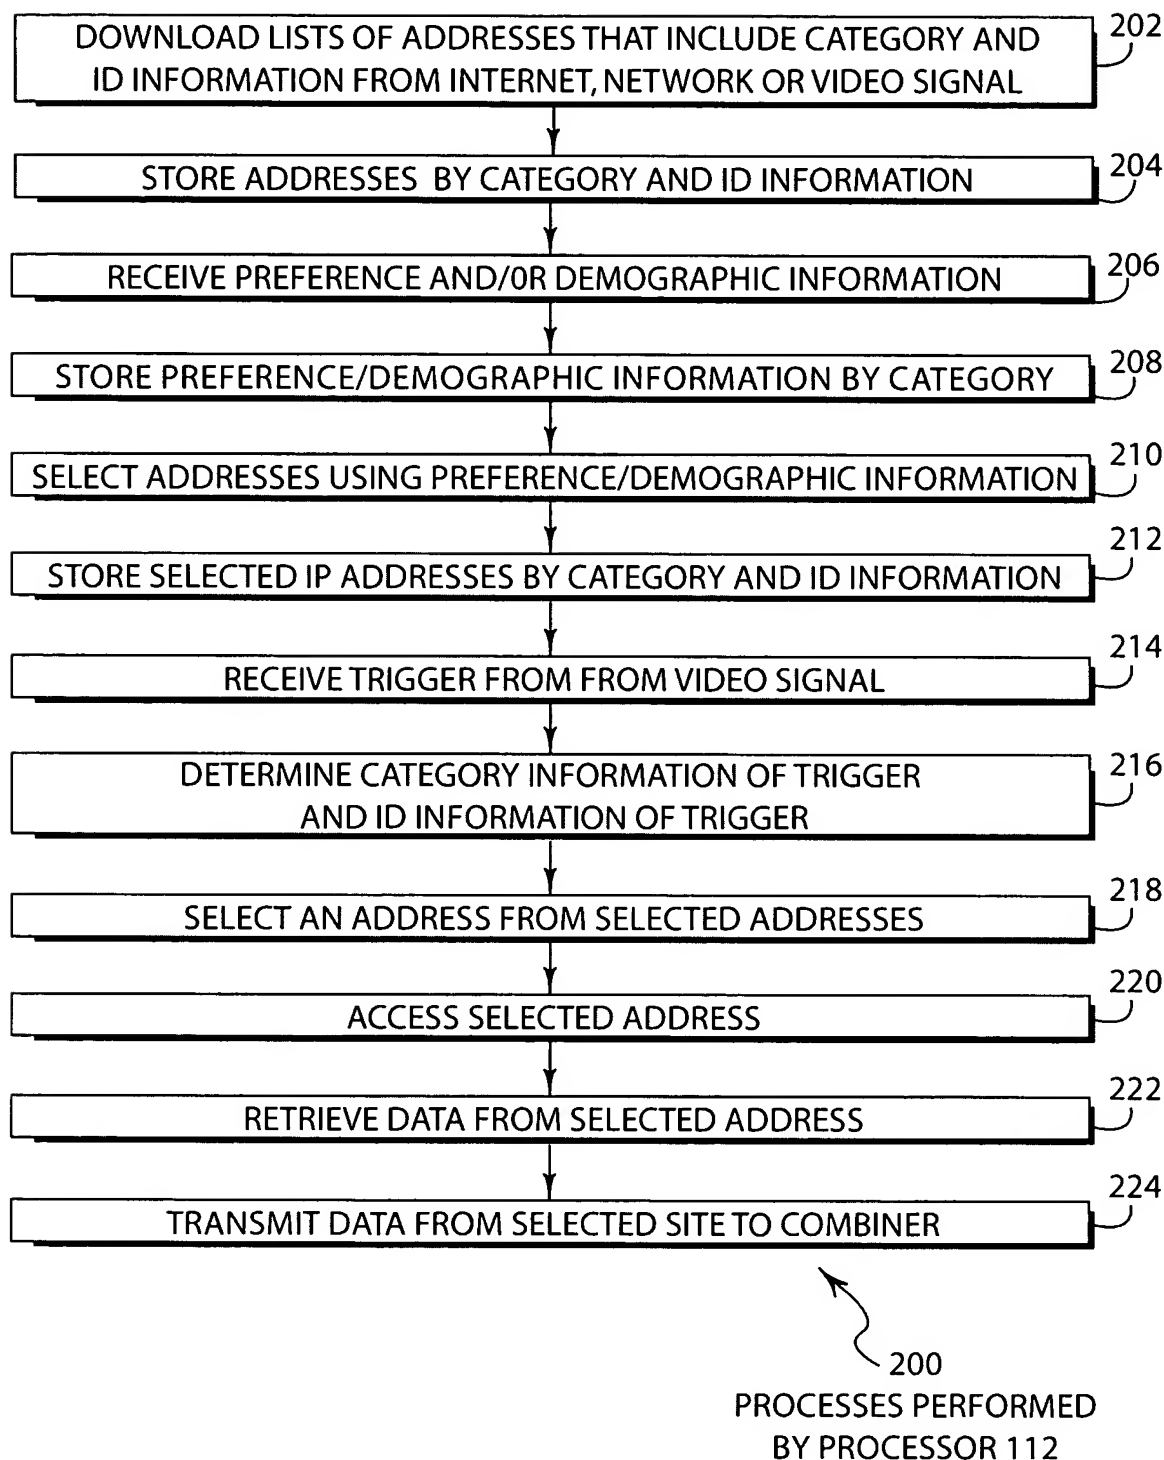 202
DOWNLOAD LISTS OF ADDRESSES THAT INCLUDE CATEGORY AND
ID INFORMATION FROM INTERNET, NETWORK OR VIDEO SIGNAL
204
STORE ADDRESSES BY CATEGORY AND ID INFORMATION
206
RECEIVE PREFERENCE AND/0R DEMOGRAPHIC INFORMATION
208
STORE PREFERENCE/DEMOGRAPHIC INFORMATION BY CATEGORY
210
SELECT ADDRESSES USING PREFERENCE/DEMOGRAPHIC INFORMATION
212
STORE SELECTED IP ADDRESSES BY CATEGORY AND ID INFORMATION
214
RECEIVE TRIGGER FROM FROM VIDEO SIGNAL
216
DETERMINE CATEGORY INFORMATION OF TRIGGER
AND ID INFORMATION OF TRIGGER
218
SELECT AN ADDRESS FROM SELECTED ADDRESSES
220
ACCESS SELECTED ADDRESS
222
RETRIEVE DATA FROM SELECTED ADDRESS
224
TRANSMIT DATA FROM SELECTED SITE TO COMBINER
200
PROCESSES PERFORMED
BY PROCESSOR 112